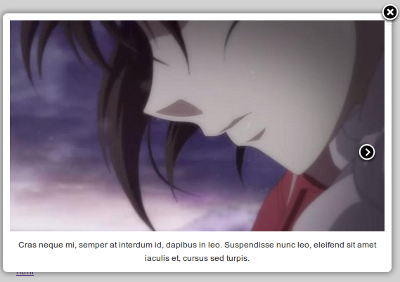 Cras neque mi, semper at interdum id, dapibus in leo. Suspendisse nunc leo, eleifend sit amet
iaculis et, cursus sed turpis.
html